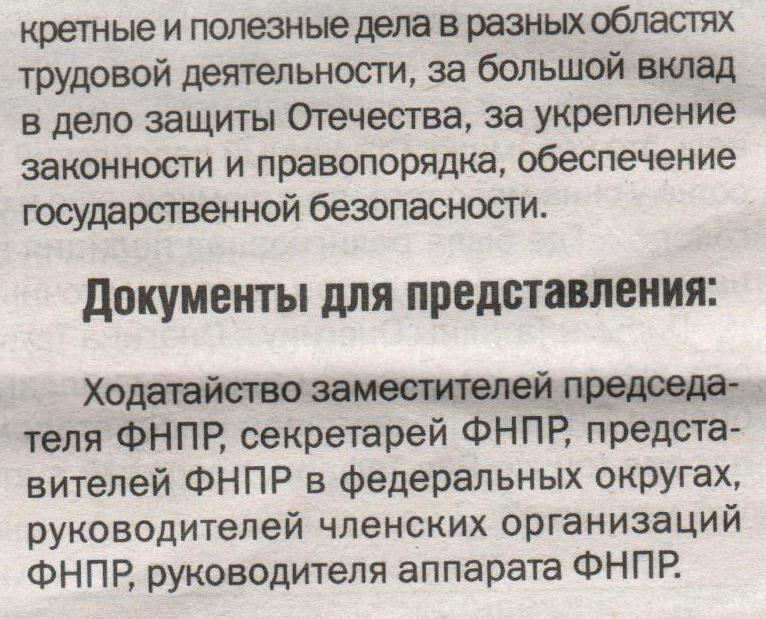 кретные и полезные дела в разных областях
трудовой деятельности, за большой вклад
в дело защиты Отечества, за укрепление
законности и правопорядка, обеспечение
государственной безопасности.
Документы для представления:
Ходатайство заместителей председа-
теля ФНПР, секретарей ФНПР, предста-
вителей ФНПР в федеральных округах,
руководителей членских организаций
ФНПР, руководителя аппарата ФНПР.